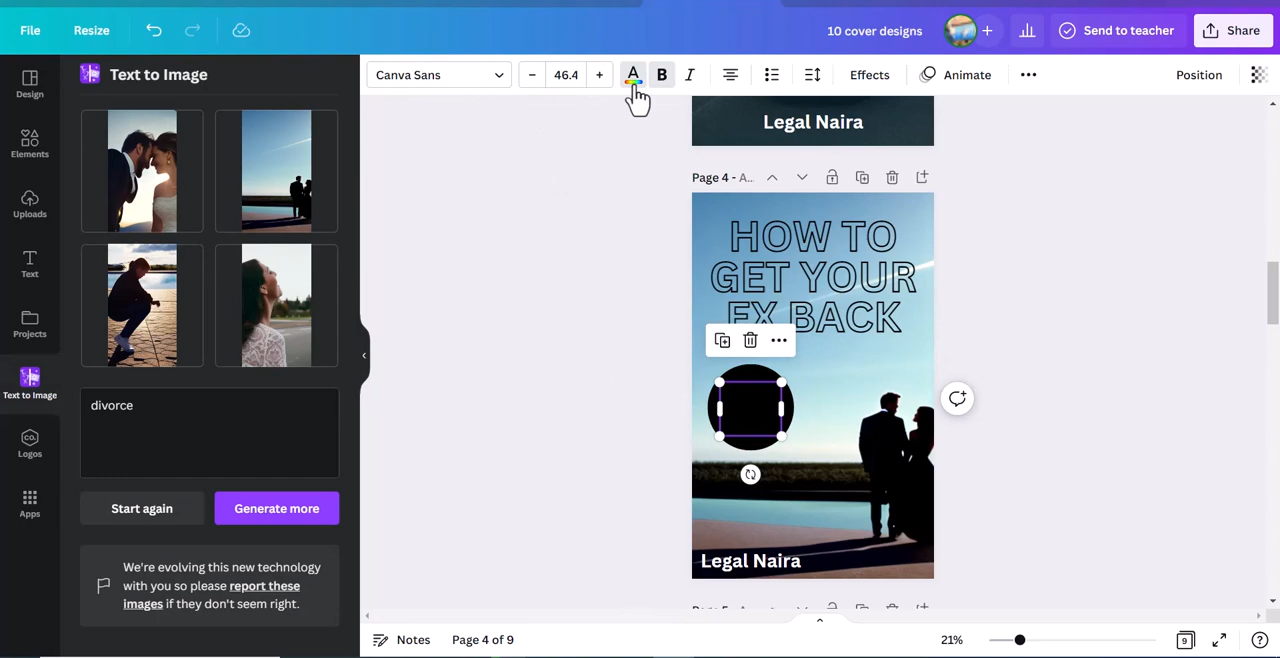 File
Resize
10 cover designs
Send to teacher
Share
Design
Elements
Uploads
Text
Projects
Text to Image
Logos
Apps
Text to Image
divorce
Start again
Generate more
We're evolving this new technology
with you so please report these
images if they don't seem right.
Canva Sans
46.4
A
B
I
Effects
Animate
Position
Legal Naira
Page 4 - A...
HOW TO
GET YOUR
EX BACK
Legal Naira
Notes
Page 4 of 9
21%
9